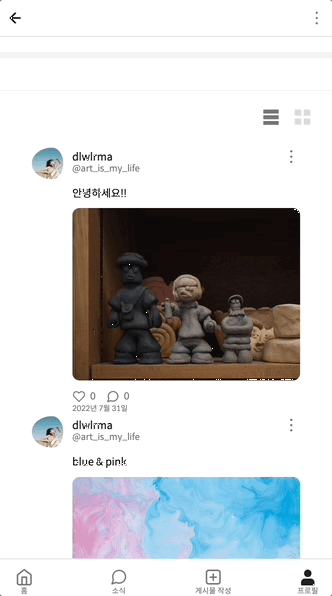 dlwlrma
@art_is_my_life
안녕하세요!!
0 0
2022년 7월 31일
dlwlrma
@art_is_my_life
blue & pink
홈 소식 게시물 작성 프로필